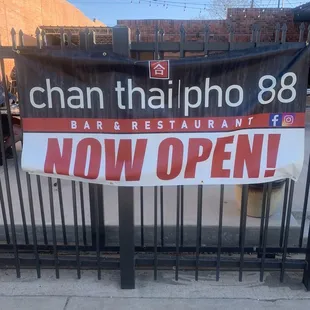 chan thai|pho 88
BAR & RESTAURANT
NOW OPEN!